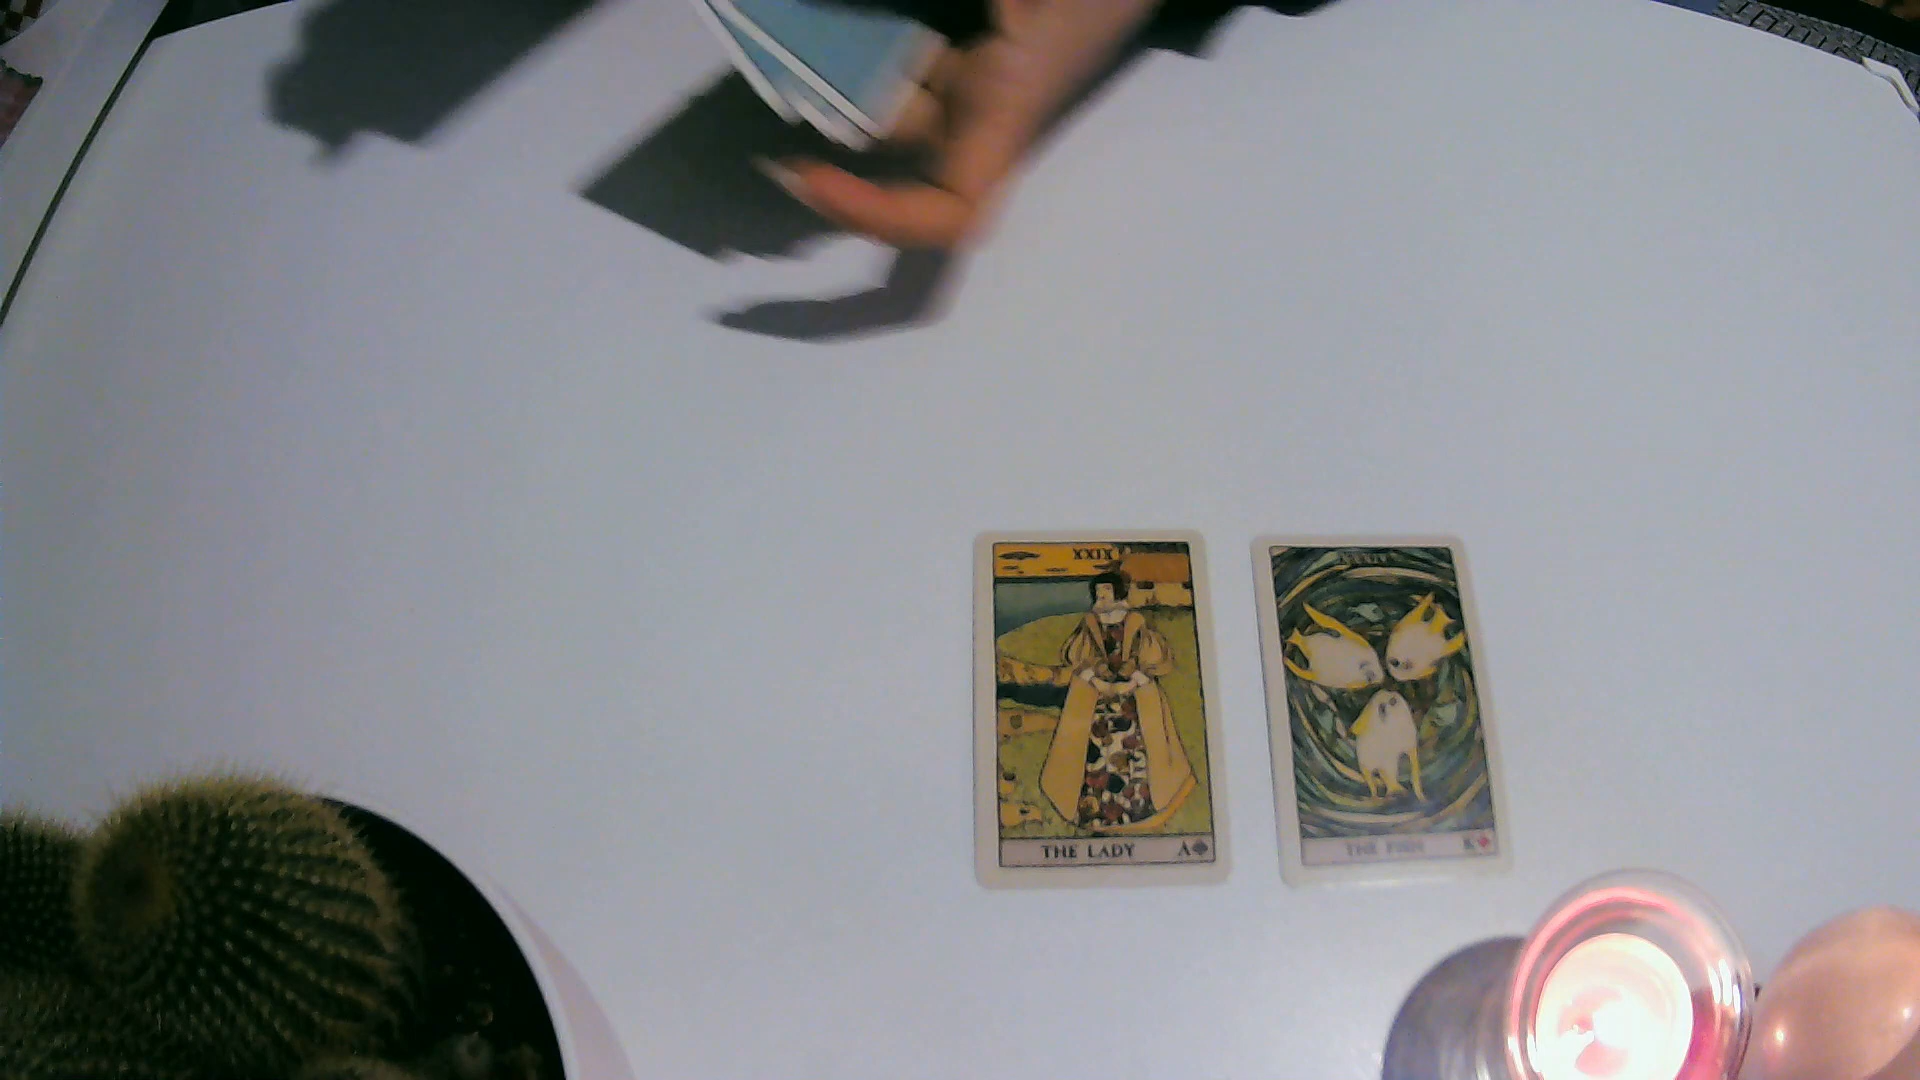 XXIX
THE LADY A♠
THE FISH K♦